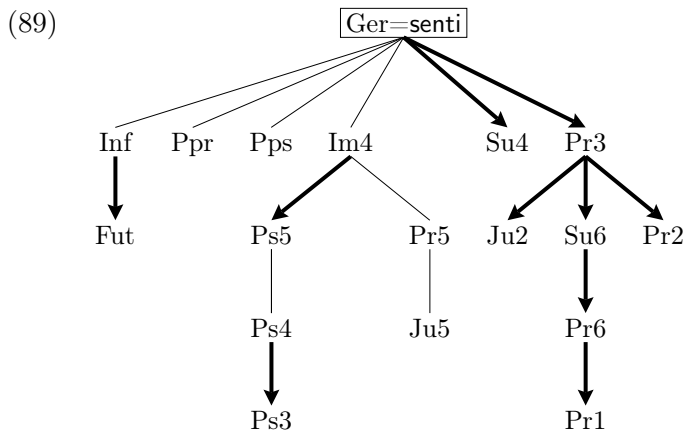 (89)
Ger=senti
Inf Ppr Pps Im4 Su4 Pr3
Fut Ps5 Pr5 Ju2 Su6 Pr2
Ps4 Ju5 Pr6
Ps3 Pr1